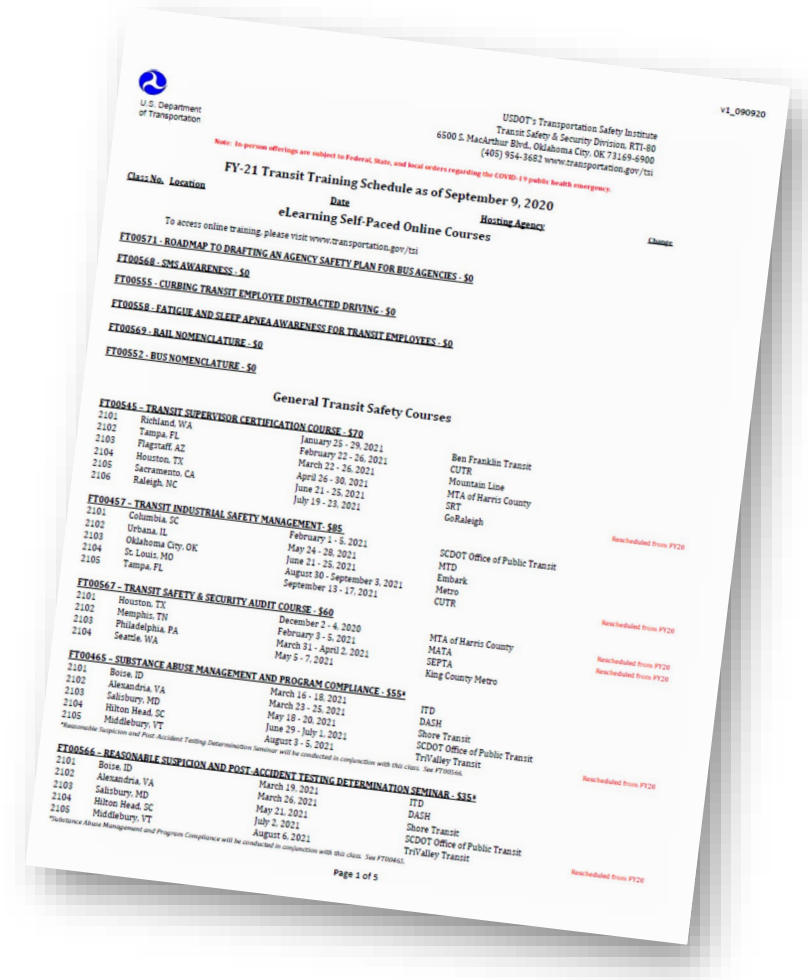 U.S. Department
of Transportation
v1_090920
USDOT's Transportation Safety Institute
Transit Safety & Security Division, RTI-80
6500 S. MacArthur Blvd., Oklahoma City, OK 73169-6900
(405) 954-3682 www.transportation.gov/tsi
Note: In-person offerings are subject to Federal, State, and local orders regarding the COVID-19 public health emergency.
FY-21 Transit Training Schedule as of September 9, 2020
Class No. Location Date Hosting Agency Change
eLearning Self-Paced Online Courses
To access online training, please visit www.transportation.gov/tsi
FT00571 - ROADMAP TO DRAFTING AN AGENCY SAFETY PLAN FOR BUS AGENCIES - $0
FT00568 - SMS AWARENESS - $0
FT00555 - CURBING TRANSIT EMPLOYEE DISTRACTED DRIVING - $0
FT00558 - FATIGUE AND SLEEP APNEA AWARENESS FOR TRANSIT EMPLOYEES - $0
FT00569 - RAIL NOMENCLATURE - $0
FT00552 - BUS NOMENCLATURE - $0
General Transit Safety Courses
FT00545 – TRANSIT SUPERVISOR CERTIFICATION COURSE - $70
2101 Richland, WA January 25 - 29, 2021 Ben Franklin Transit
2102 Tampa, FL February 22 - 26, 2021 CUTR
2103 Flagstaff, AZ March 22 - 26, 2021 Mountain Line
2104 Houston, TX April 26 - 30, 2021 MTA of Harris County
2105 Sacramento, CA June 21 - 25, 2021 SRT
2106 Raleigh, NC July 19 - 23, 2021 GoRaleigh Rescheduled from FY20
FT00457 – TRANSIT INDUSTRIAL SAFETY MANAGEMENT- $85
2101 Columbia, SC February 1 - 5, 2021 SCDOT Office of Public Transit
2102 Urbana, IL May 24 - 28, 2021 MTD
2103 Oklahoma City, OK June 21 - 25, 2021 Embark
2104 St. Louis, MO August 30 - September 3, 2021 Metro
2105 Tampa, FL September 13 - 17, 2021 CUTR Rescheduled from FY20
FT00567 – TRANSIT SAFETY & SECURITY AUDIT COURSE - $60
2101 Houston, TX December 2 - 4, 2020 MTA of Harris County Rescheduled from FY20
2102 Memphis, TN February 3 - 5, 2021 MATA Rescheduled from FY20
2103 Philadelphia, PA March 31 - April 2, 2021 SEPTA
2104 Seattle, WA May 5 - 7, 2021 King County Metro
FT00465 – SUBSTANCE ABUSE MANAGEMENT AND PROGRAM COMPLIANCE - $55*
2101 Boise, ID March 16 - 18, 2021 ITD
2102 Alexandria, VA March 23 - 25, 2021 DASH
2103 Salisbury, MD May 18 - 20, 2021 Shore Transit
2104 Hilton Head, SC June 29 - July 1, 2021 SCDOT Office of Public Transit
2105 Middlebury, VT August 3 - 5, 2021 TriValley Transit Rescheduled from FY20
*Reasonable Suspicion and Post-Accident Testing Determination Seminar will be conducted in conjunction with this class. See FT00566.
FT00566 – REASONABLE SUSPICION AND POST-ACCIDENT TESTING DETERMINATION SEMINAR - $35*
2101 Boise, ID March 19, 2021 ITD
2102 Alexandria, VA March 26, 2021 DASH
2103 Salisbury, MD May 21, 2021 Shore Transit
2104 Hilton Head, SC July 2, 2021 SCDOT Office of Public Transit
2105 Middlebury, VT August 6, 2021 TriValley Transit Rescheduled from FY20
*Substance Abuse Management and Program Compliance will be conducted in conjunction with this class. See FT00465.
Page 1 of 5